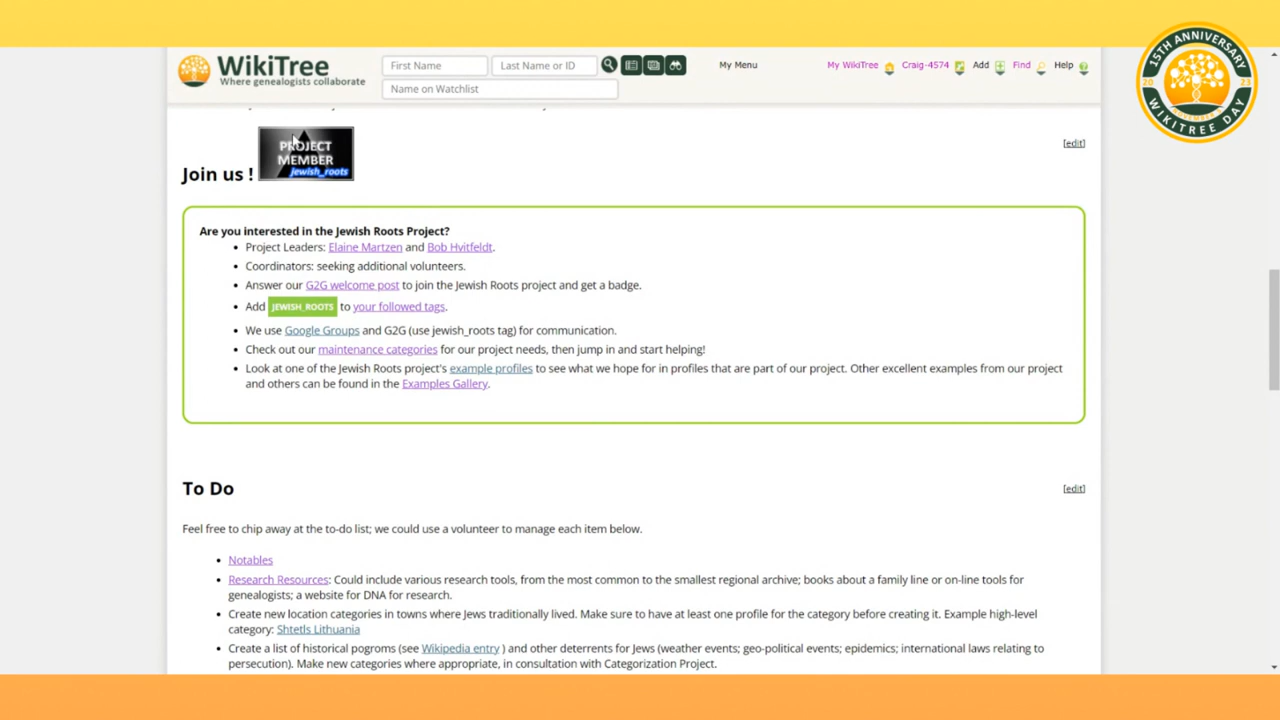 WikiTree
Where genealogists collaborate
First Name
Last Name or ID
Name on Watchlist
My Menu
My WikiTree
Craig-4574
Add
Find
Help
15TH ANNIVERSARY
20 23
NOVEMBER 5
WIKITREE DAY
PROJECT
MEMBER
jewish_roots
Join us !
[edit]
Are you interested in the Jewish Roots Project?
• Project Leaders: Elaine Martzen and Bob Hvitfeldt.
• Coordinators: seeking additional volunteers.
• Answer our G2G welcome post to join the Jewish Roots project and get a badge.
• Add JEWISH_ROOTS to your followed tags.
• We use Google Groups and G2G (use jewish_roots tag) for communication.
• Check out our maintenance categories for our project needs, then jump in and start helping!
• Look at one of the Jewish Roots project's example profiles to see what we hope for in profiles that are part of our project. Other excellent examples from our project
and others can be found in the Examples Gallery.
To Do
[edit]
Feel free to chip away at the to-do list; we could use a volunteer to manage each item below.
• Notables
• Research Resources: Could include various research tools, from the most common to the smallest regional archive; books about a family line or on-line tools for
genealogists; a website for DNA for research.
• Create new location categories in towns where Jews traditionally lived. Make sure to have at least one profile for the category before creating it. Example high-level
category: Shtetls Lithuania
• Create a list of historical pogroms (see Wikipedia entry ) and other deterrents for Jews (weather events; geo-political events; epidemics; international laws relating to
persecution). Make new categories where appropriate, in consultation with Categorization Project.